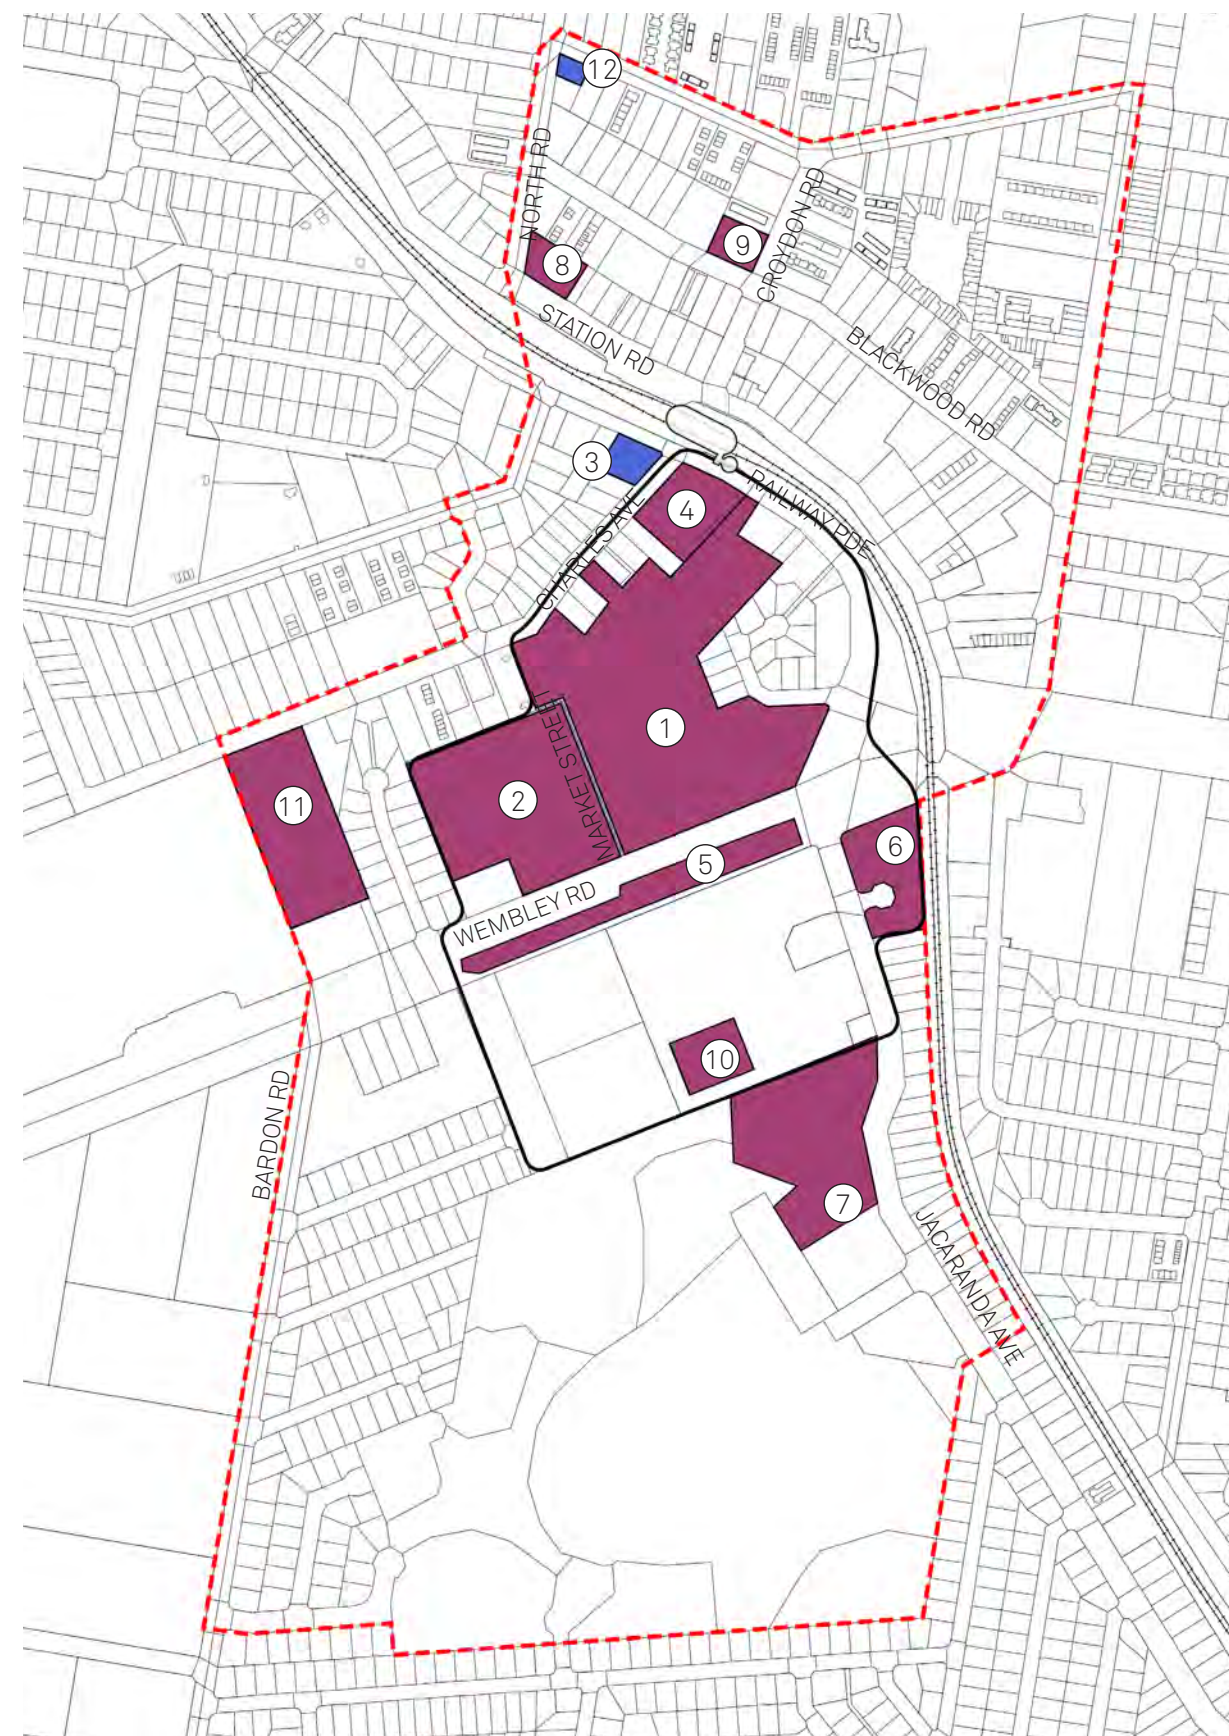 12
NORTH RD
CROYDON RD
9
8
STATION RD
BLACKWOOD RD
3
4
RAILWAY PDE
CHARLES AVE
1
MARKET STREET
2
11
6
5
WEMBLEY RD
10
BARDON RD
7
JACARANDA AVE